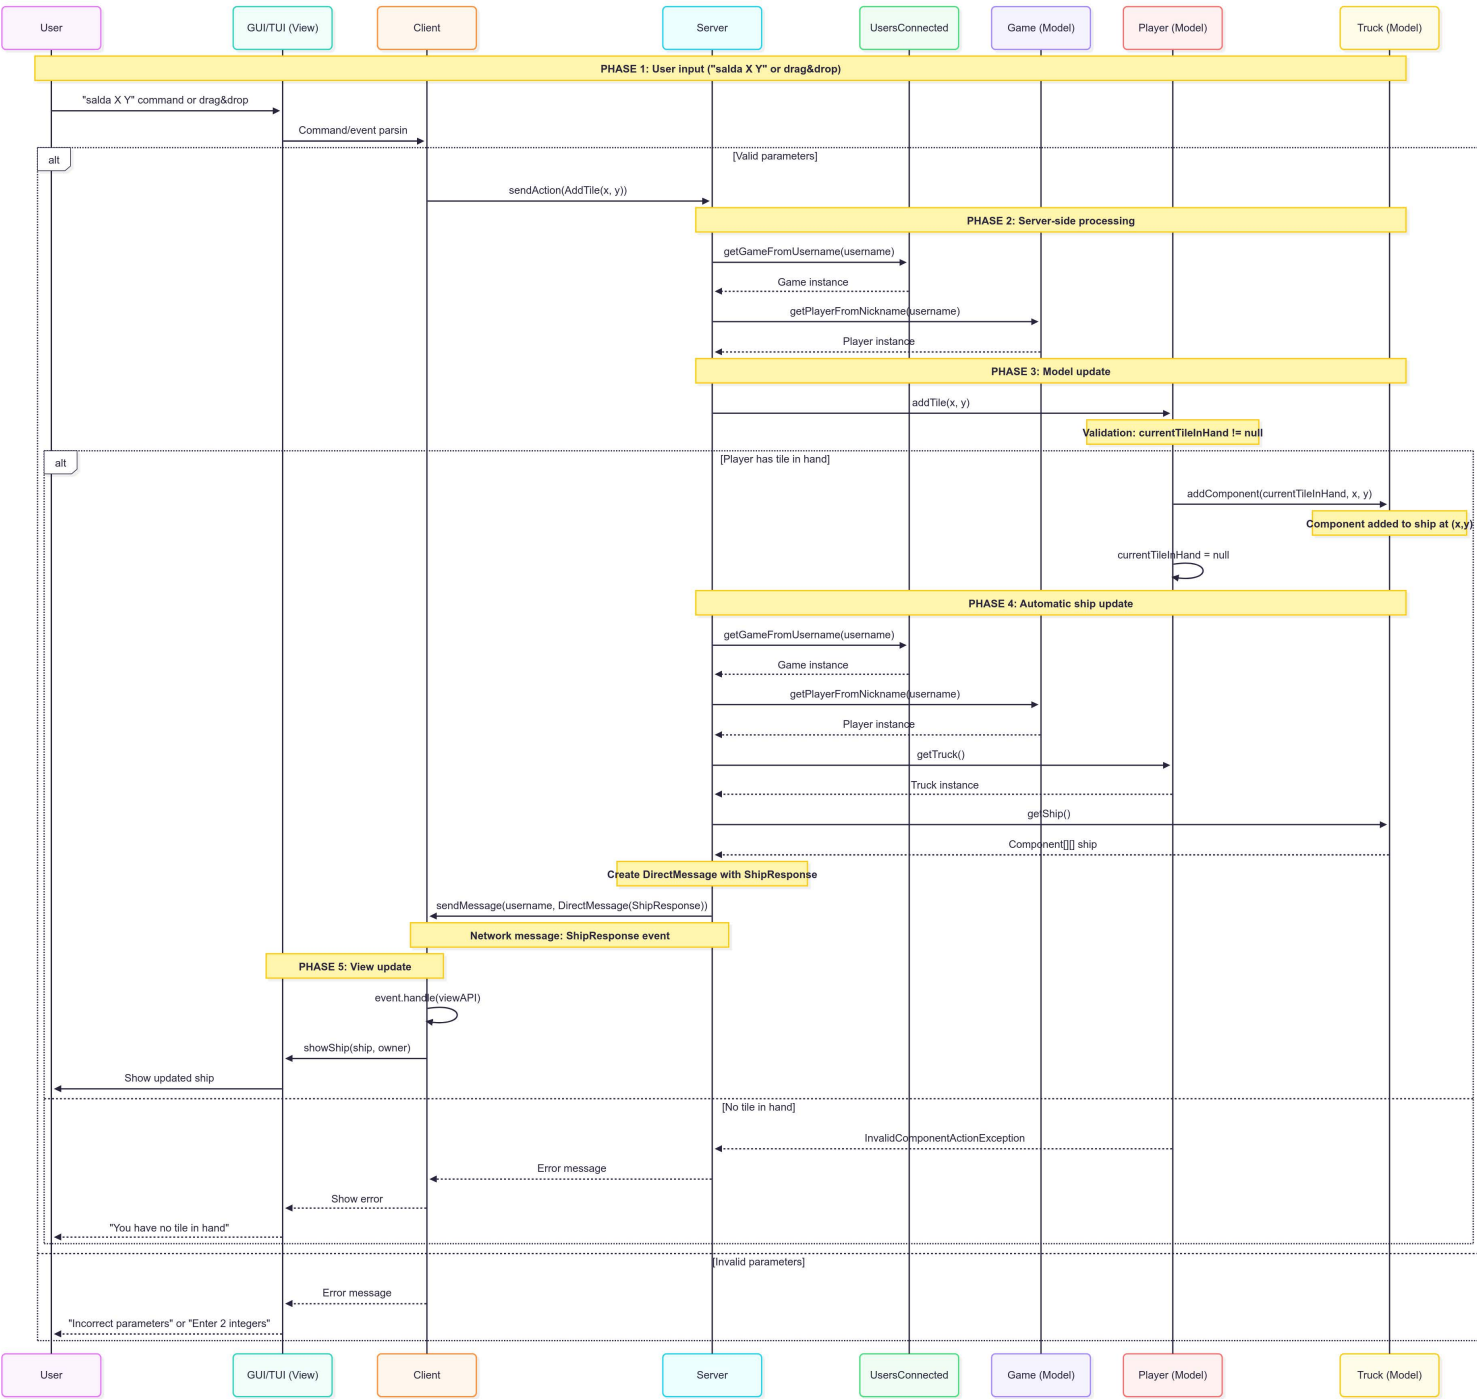 User
GUI/TUI (View)
Client
Server
UsersConnected
Game (Model)
Player (Model)
Truck (Model)
PHASE 1: User input ("salda X Y" or drag&drop)
"salda X Y" command or drag&drop
Command/event parsin
alt
[Valid parameters]
sendAction(AddTile(x, y))
PHASE 2: Server-side processing
getGameFromUsername(username)
Game instance
getPlayerFromNickname(username)
Player instance
PHASE 3: Model update
addTile(x, y)
Validation: currentTileInHand != null
alt
[Player has tile in hand]
addComponent(currentTileInHand, x, y)
Component added to ship at (x,y)
currentTileInHand = null
PHASE 4: Automatic ship update
getGameFromUsername(username)
Game instance
getPlayerFromNickname(username)
Player instance
getTruck()
Truck instance
getShip()
Component[][] ship
Create DirectMessage with ShipResponse
sendMessage(username, DirectMessage(ShipResponse))
Network message: ShipResponse event
PHASE 5: View update
event.handle(viewAPI)
showShip(ship, owner)
Show updated ship
[No tile in hand]
InvalidComponentActionException
Error message
Show error
"You have no tile in hand"
[Invalid parameters]
Error message
"Incorrect parameters" or "Enter 2 integers"
User
GUI/TUI (View)
Client
Server
UsersConnected
Game (Model)
Player (Model)
Truck (Model)